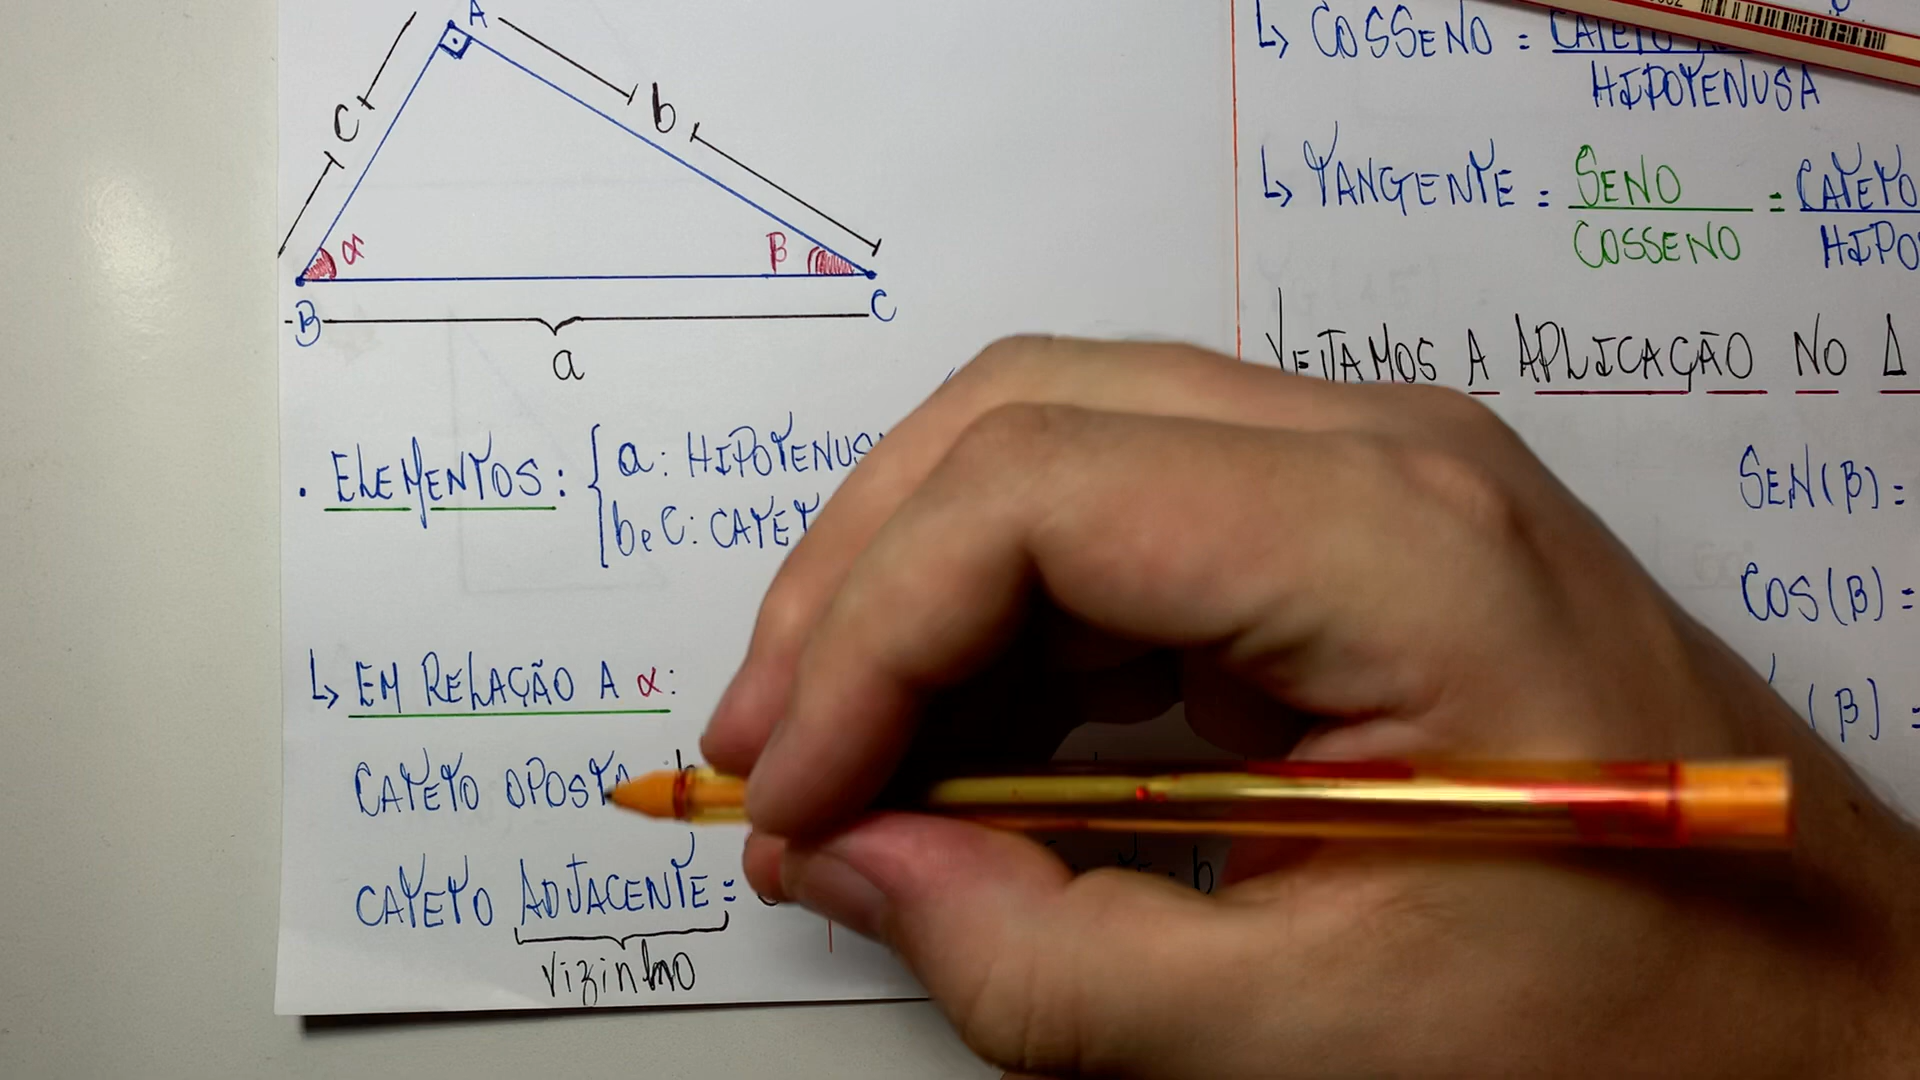 A
C
b
α
β
B
C
a
. ELEMENTOS: { a: HIPOTENUS
b e C: CATET
↳ EM RELAÇÃO A α:
CATETO OPOSTO
CATETO ADJACENTE =
vizinho
↳ COSSENO = CATETO
HIPOTENUSA
↳ TANGENTE = SENO = CATETO
COSSENO HIPO
VEJAMOS A APLICAÇÃO NO Δ
SEN(β) =
COS(β) =
(β) =
b